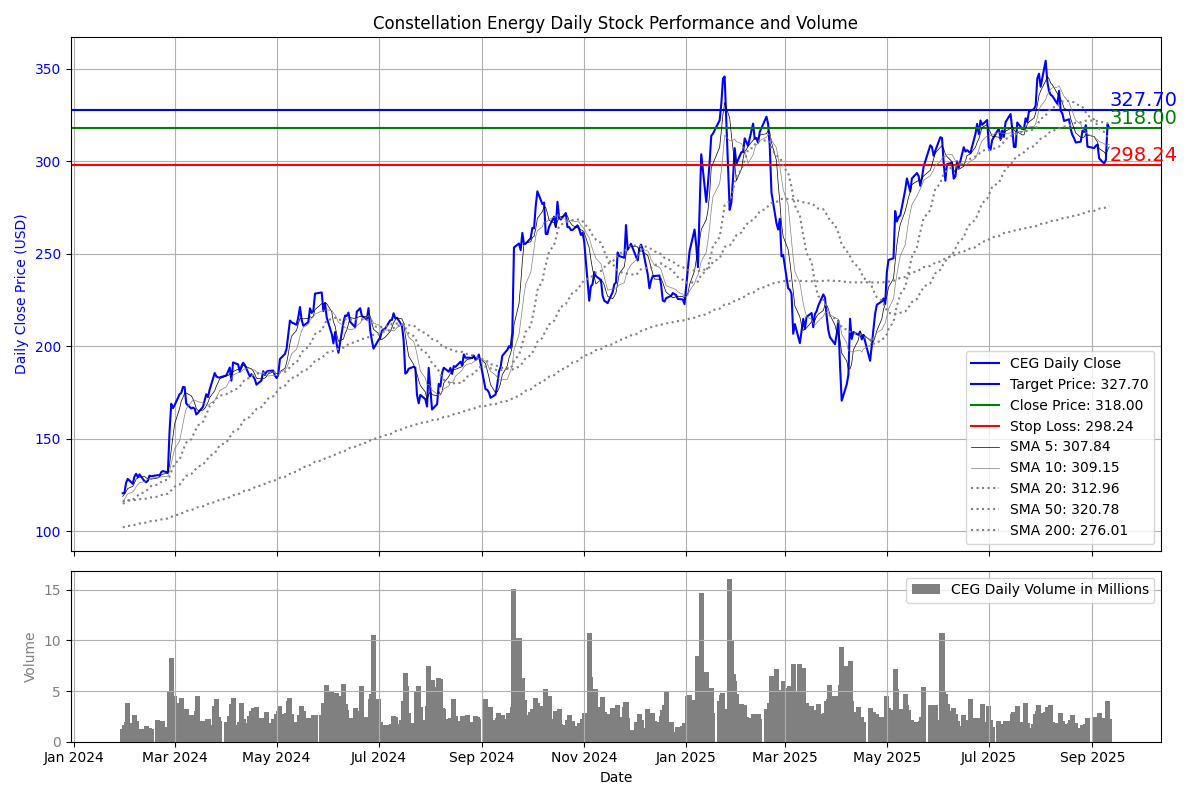 Constellation Energy Daily Stock Performance and Volume
Daily Close Price (USD)
350
300
250
200
150
100
327.70
318.00
298.24
CEG Daily Close
Target Price: 327.70
Close Price: 318.00
Stop Loss: 298.24
SMA 5: 307.84
SMA 10: 309.15
SMA 20: 312.96
SMA 50: 320.78
SMA 200: 276.01
Volume
15
10
5
0
CEG Daily Volume in Millions
Jan 2024
Mar 2024
May 2024
Jul 2024
Sep 2024
Nov 2024
Jan 2025
Mar 2025
May 2025
Jul 2025
Sep 2025
Date